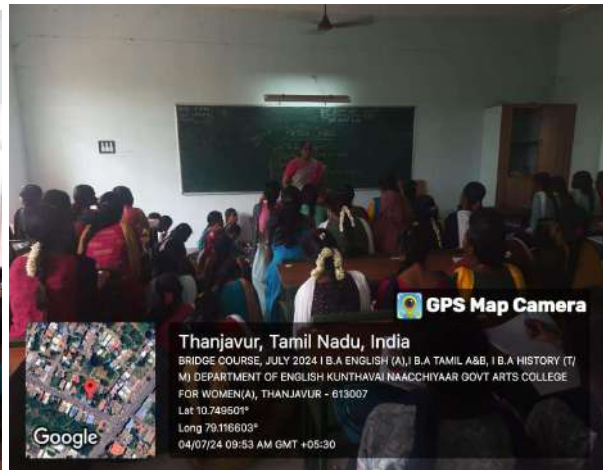 GPS Map Camera
Thanjavur, Tamil Nadu, India
BRIDGE COURSE, JULY 2024 I B.A ENGLISH (A),I B.A TAMIL A&B, I B.A HISTORY (T/
M) DEPARTMENT OF ENGLISH KUNTHAVAI NAACCHIYAAR GOVT ARTS COLLEGE
FOR WOMEN(A), THANJAVUR - 613007
Lat 10.749501°
Long 79.116603°
04/07/24 09:53 AM GMT +05:30
Google